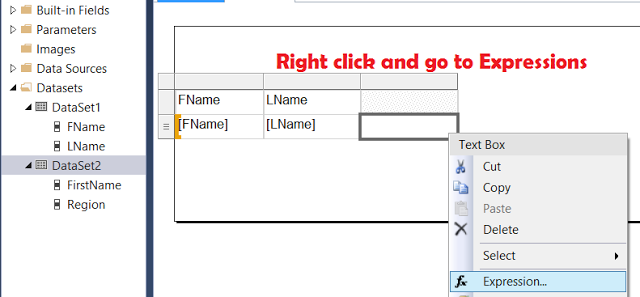 Built-in Fields
Parameters
Images
Data Sources
Datasets
DataSet1
FName
LName
DataSet2
FirstName
Region
Right click and go to Expressions
FName LName
[FName] [LName]
Text Box
Cut
Copy
Paste
Delete
Select
fx Expression...